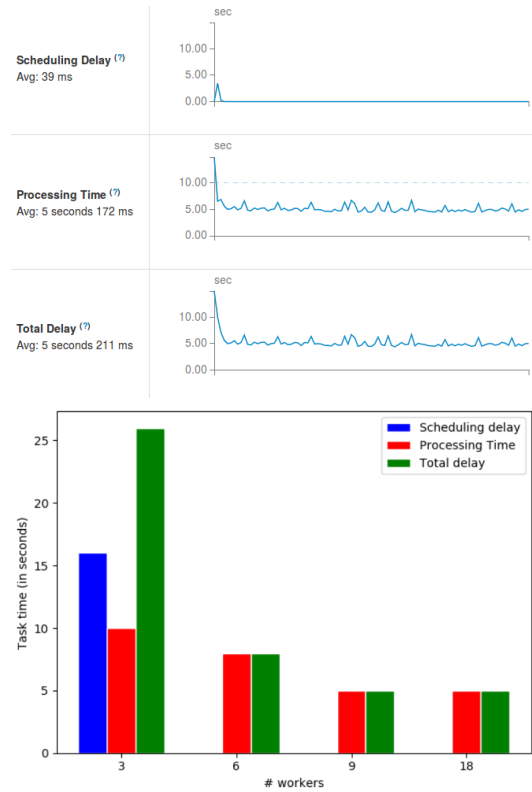 sec
15.00
10.00
5.00
0.00
Scheduling Delay (?)
Avg: 39 ms
sec
10.00
5.00
0.00
Processing Time (?)
Avg: 5 seconds 172 ms
sec
10.00
5.00
0.00
Total Delay (?)
Avg: 5 seconds 211 ms
Scheduling delay
Processing Time
Total delay
Task time (in seconds)
25
20
15
10
5
0
3 6 9 18
# workers